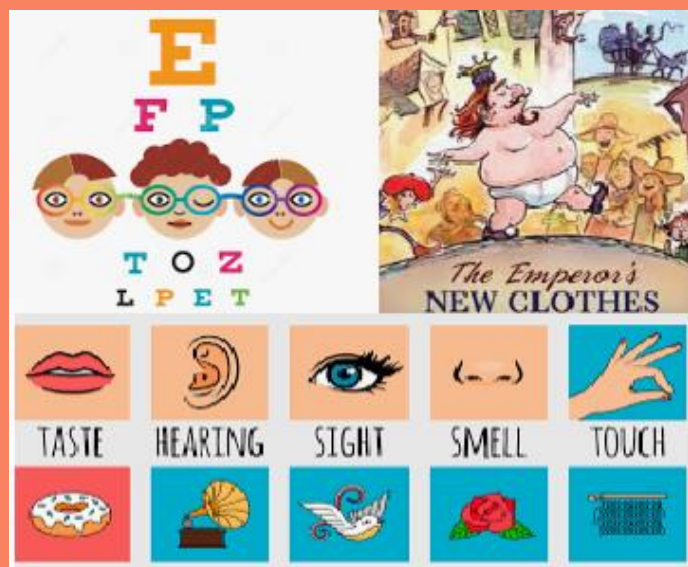 E
F P
T O Z
L P E T
The Emperor's
NEW CLOTHES
TASTE HEARING SIGHT SMELL TOUCH